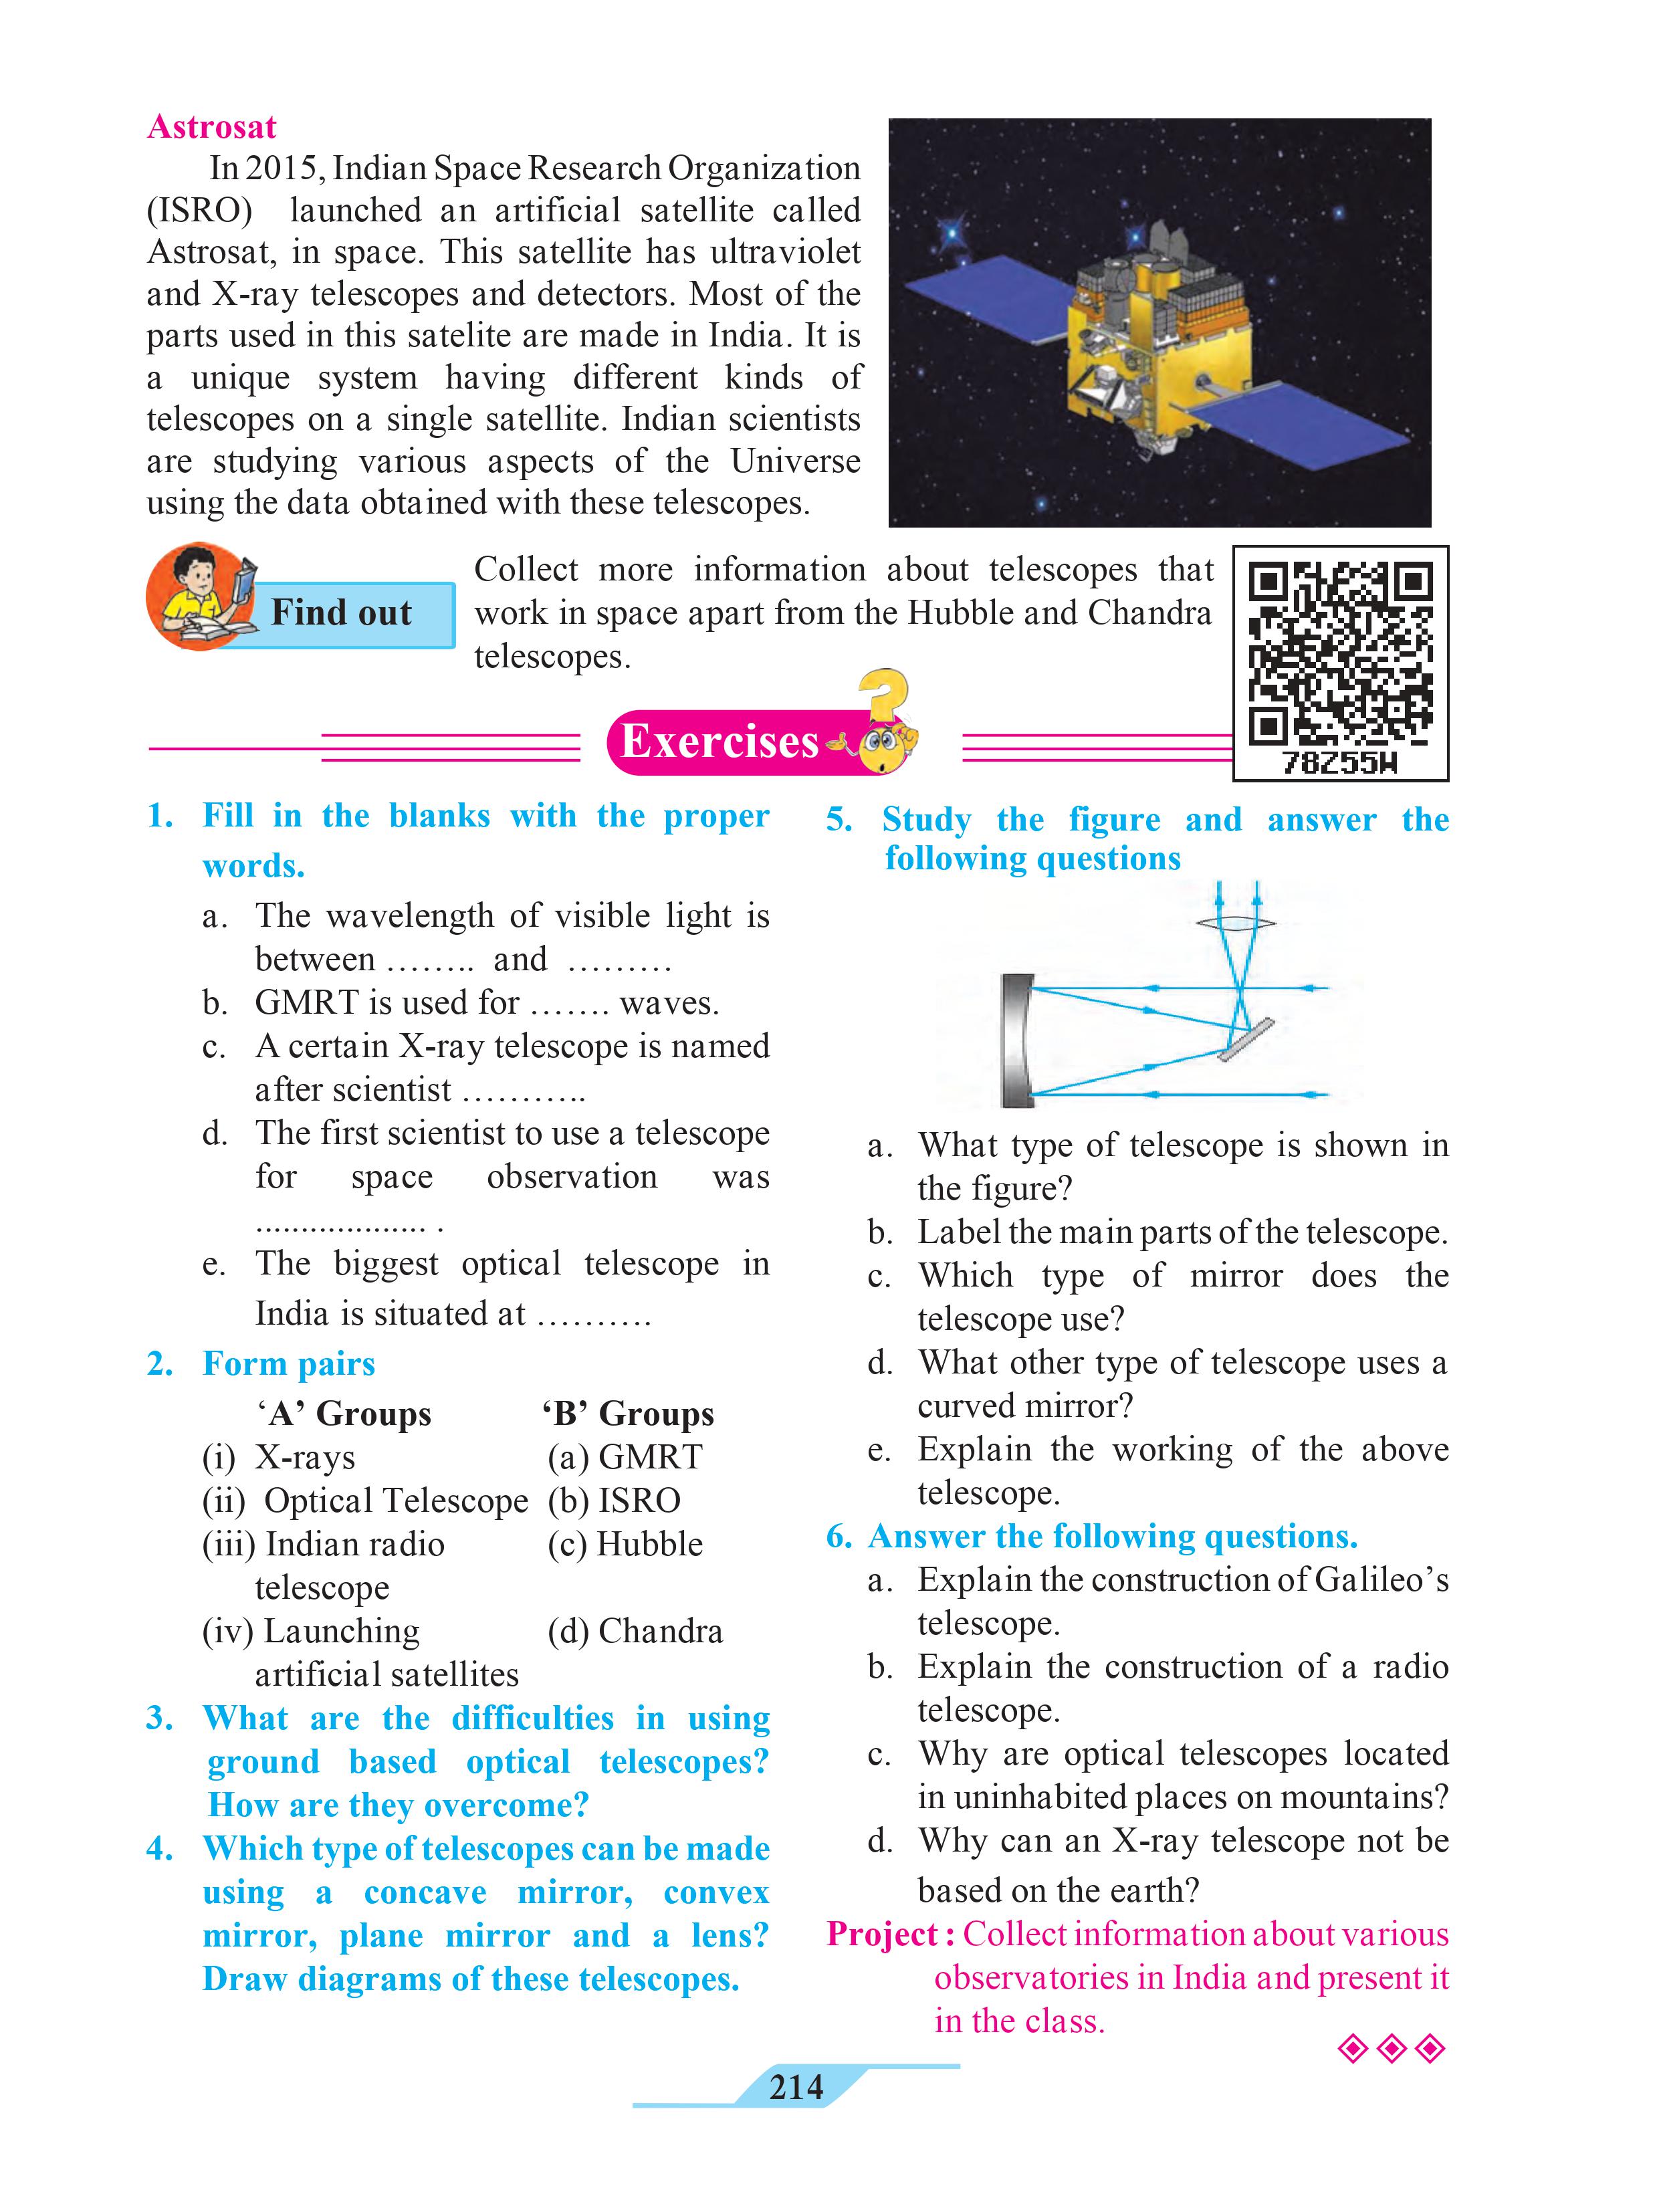 Astrosat
In 2015, Indian Space Research Organization
(ISRO) launched an artificial satellite called
Astrosat, in space. This satellite has ultraviolet
and X-ray telescopes and detectors. Most of the
parts used in this satelite are made in India. It is
a unique system having different kinds of
telescopes on a single satellite. Indian scientists
are studying various aspects of the Universe
using the data obtained with these telescopes.
Find out
Collect more information about telescopes that
work in space apart from the Hubble and Chandra
telescopes.
78Z55W
Exercises
1. Fill in the blanks with the proper
words.
a. The wavelength of visible light is
between ........ and .........
b. GMRT is used for ....... waves.
c. A certain X-ray telescope is named
after scientist ...........
d. The first scientist to use a telescope
for space observation was
................... .
e. The biggest optical telescope in
India is situated at ..........
2. Form pairs
‘A’ Groups ‘B’ Groups
(i) X-rays (a) GMRT
(ii) Optical Telescope (b) ISRO
(iii) Indian radio (c) Hubble
telescope
(iv) Launching (d) Chandra
artificial satellites
3. What are the difficulties in using
ground based optical telescopes?
How are they overcome?
4. Which type of telescopes can be made
using a concave mirror, convex
mirror, plane mirror and a lens?
Draw diagrams of these telescopes.
5. Study the figure and answer the
following questions
a. What type of telescope is shown in
the figure?
b. Label the main parts of the telescope.
c. Which type of mirror does the
telescope use?
d. What other type of telescope uses a
curved mirror?
e. Explain the working of the above
telescope.
6. Answer the following questions.
a. Explain the construction of Galileo’s
telescope.
b. Explain the construction of a radio
telescope.
c. Why are optical telescopes located
in uninhabited places on mountains?
d. Why can an X-ray telescope not be
based on the earth?
Project : Collect information about various
observatories in India and present it
in the class.
214